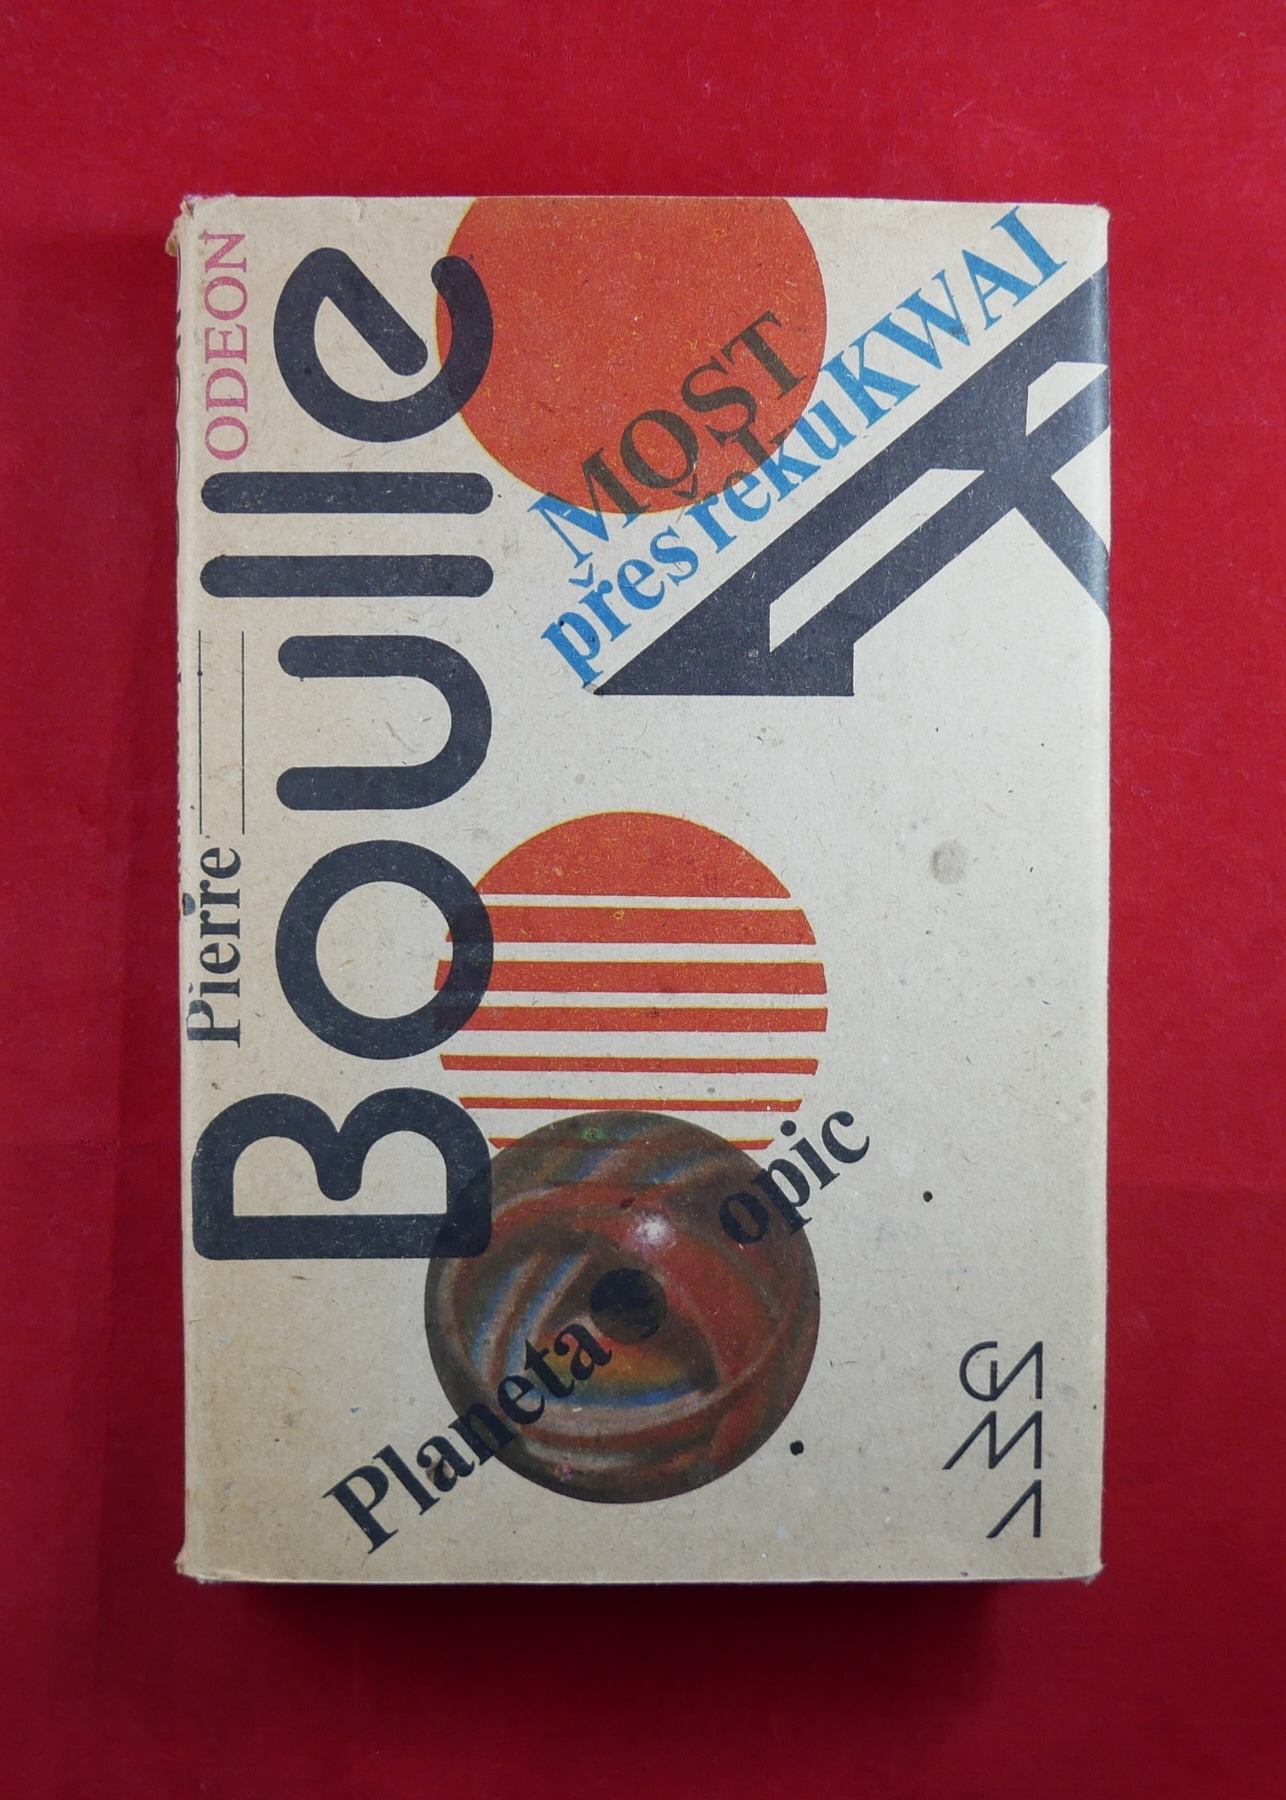 ODEON
Pierre
Boulle
MOST
přes řeku KWAI
Planeta
opic